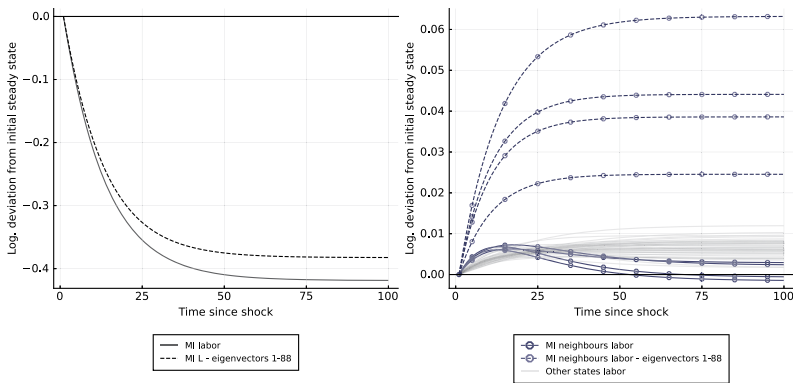 Log. deviation from initial steady state
0.0
−0.1
−0.2
−0.3
−0.4
0
25
50
75
100
Time since shock
MI labor
MI L - eigenvectors 1-88
Log. deviation from initial steady state
0.06
0.05
0.04
0.03
0.02
0.01
0.00
0
25
50
75
100
Time since shock
MI neighbours labor
MI neighbours labor - eigenvectors 1-88
Other states labor